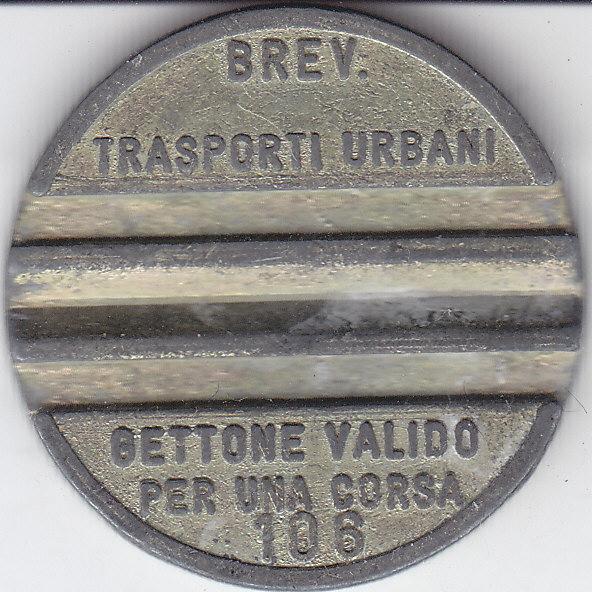 BREV.
TRASPORTI URBANI
GETTONE VALIDO
PER UNA CORSA
106